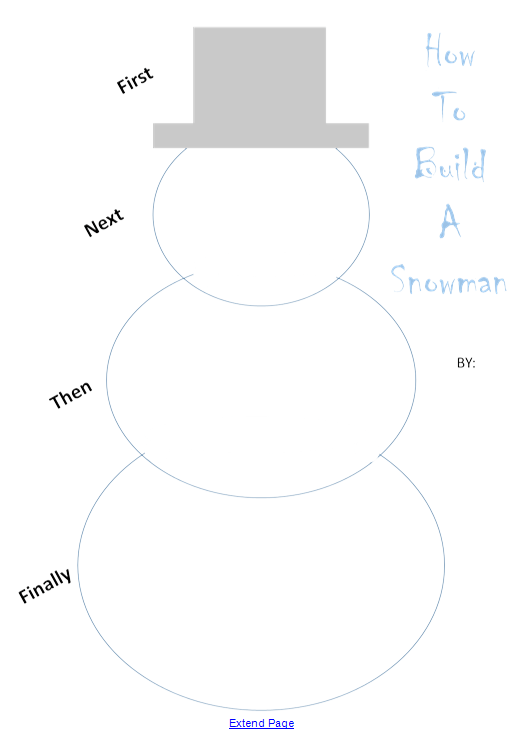 How
To
Build
A
Snowman
BY:
First
Next
Then
Finally
Extend Page